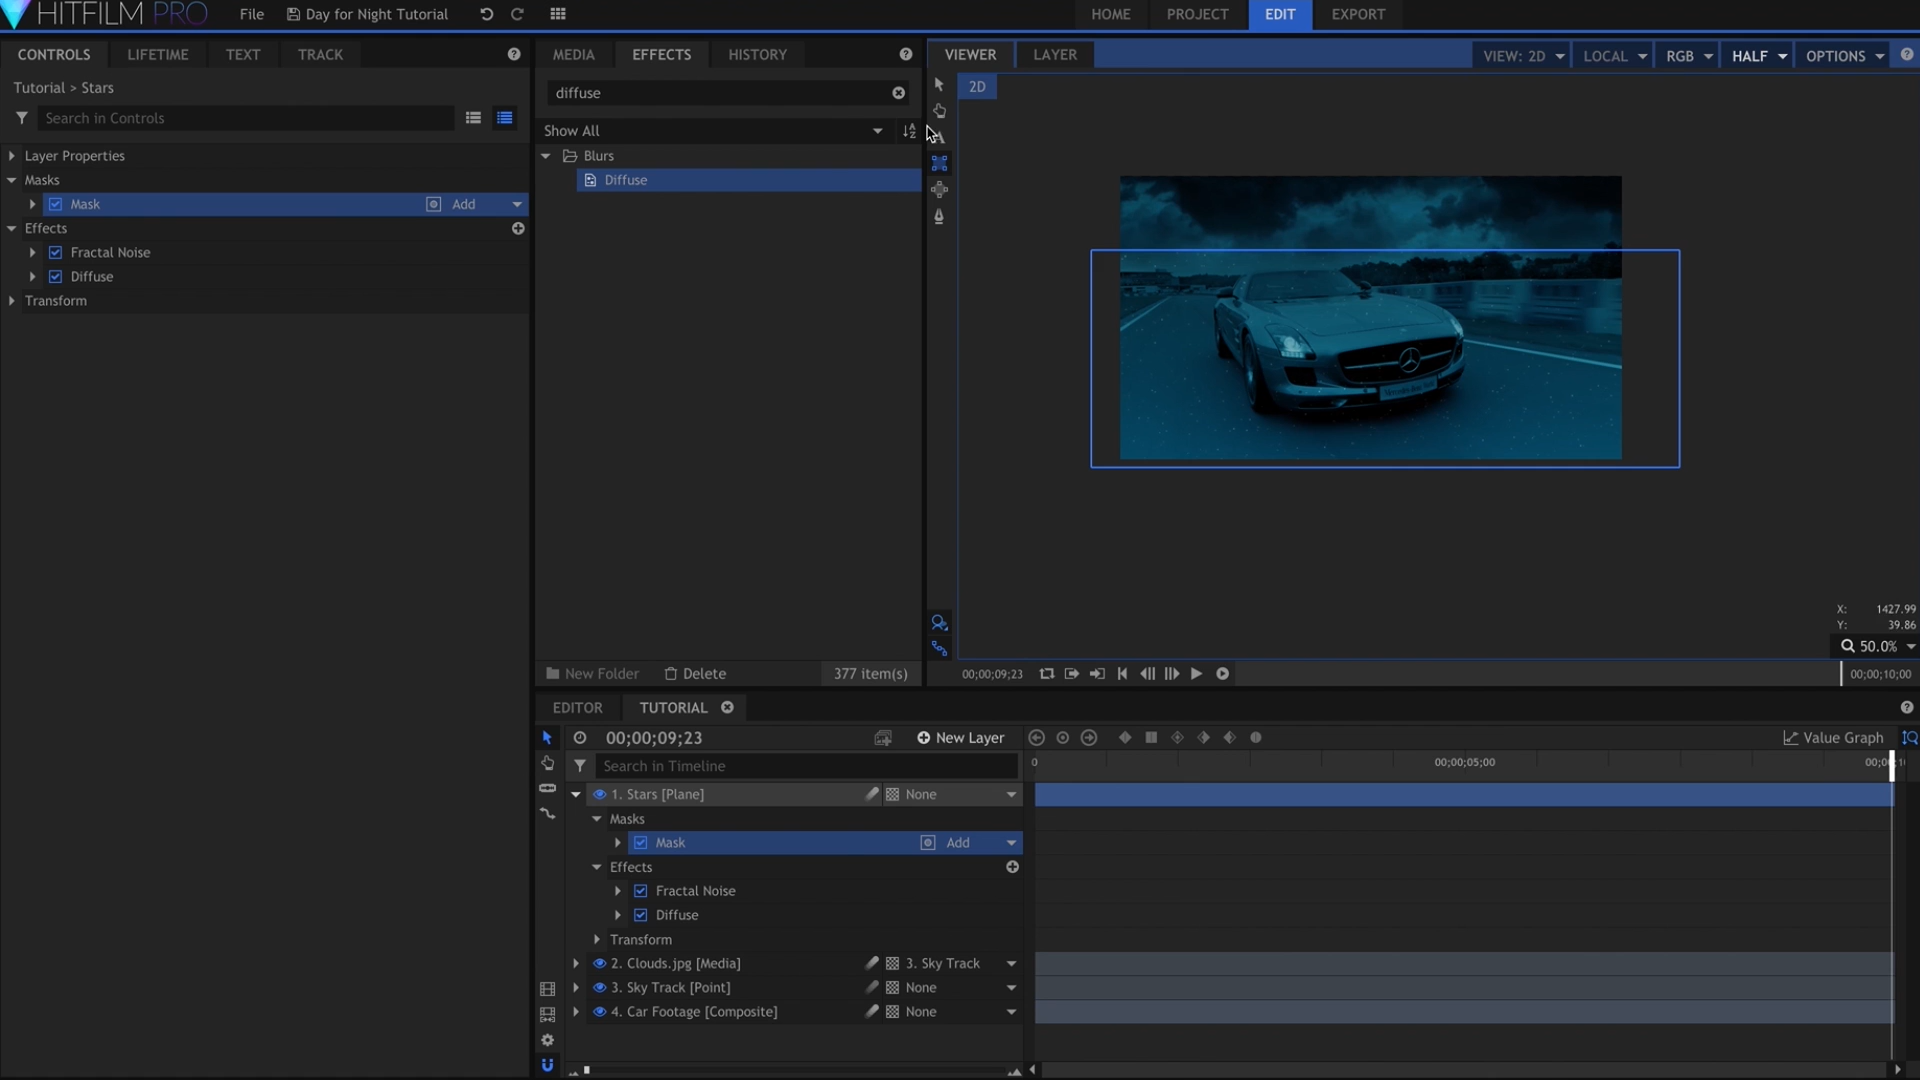 HITFILM PRO
File
Day for Night Tutorial
HOME
PROJECT
EDIT
EXPORT
CONTROLS
LIFETIME
TEXT
TRACK
MEDIA
EFFECTS
HISTORY
VIEWER
LAYER
VIEW: 2D
LOCAL
RGB
HALF
OPTIONS
Tutorial > Stars
Search in Controls
Layer Properties
Masks
Mask
Add
Effects
Fractal Noise
Diffuse
Transform
diffuse
Show All
Blurs
Diffuse
New Folder
Delete
377 item(s)
2D
X: 1427.99
Y: 39.86
50.0%
00;00;09;23
00;00;10;00
EDITOR
TUTORIAL
00;00;09;23
New Layer
Value Graph
Search in Timeline
0
00;00;05;00
1. Stars [Plane]
None
Masks
Mask
Add
Effects
Fractal Noise
Diffuse
Transform
2. Clouds.jpg [Media]
3. Sky Track
3. Sky Track [Point]
None
4. Car Footage [Composite]
None